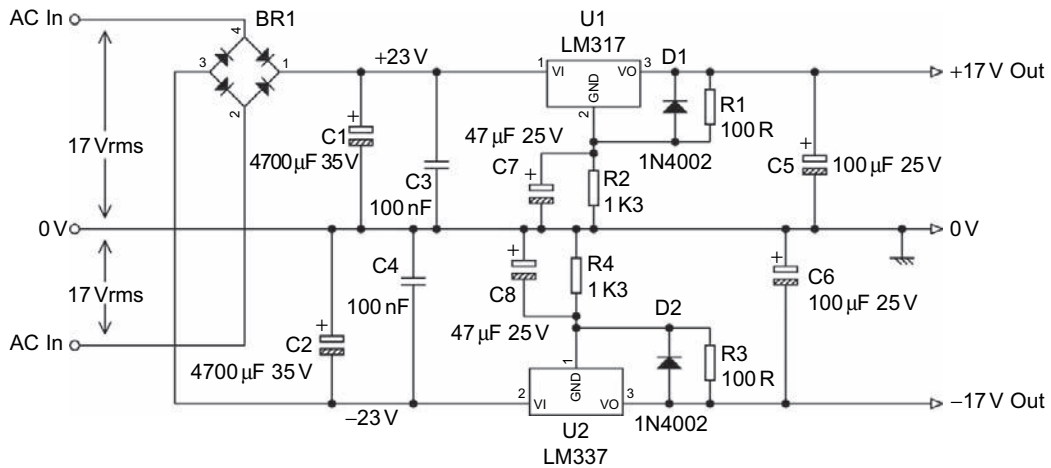 AC In
BR1
4
3
1
2
17 Vrms
+23 V
U1
LM317
1
VI
VO
3
GND
2
D1
+17 V Out
R1
100 R
1N4002
+
C1
4700 µF 35 V
C3
100 nF
47 µF 25 V
C7
+
R2
1 K3
+
C5
100 µF 25 V
0 V
0 V
17 Vrms
C4
100 nF
+
C8
47 µF 25 V
R4
1 K3
+
C6
100 µF 25 V
AC In
+
C2
4700 µF 35 V
D2
R3
100 R
1N4002
–23 V
2
VI
VO
3
GND
1
U2
LM337
–17 V Out